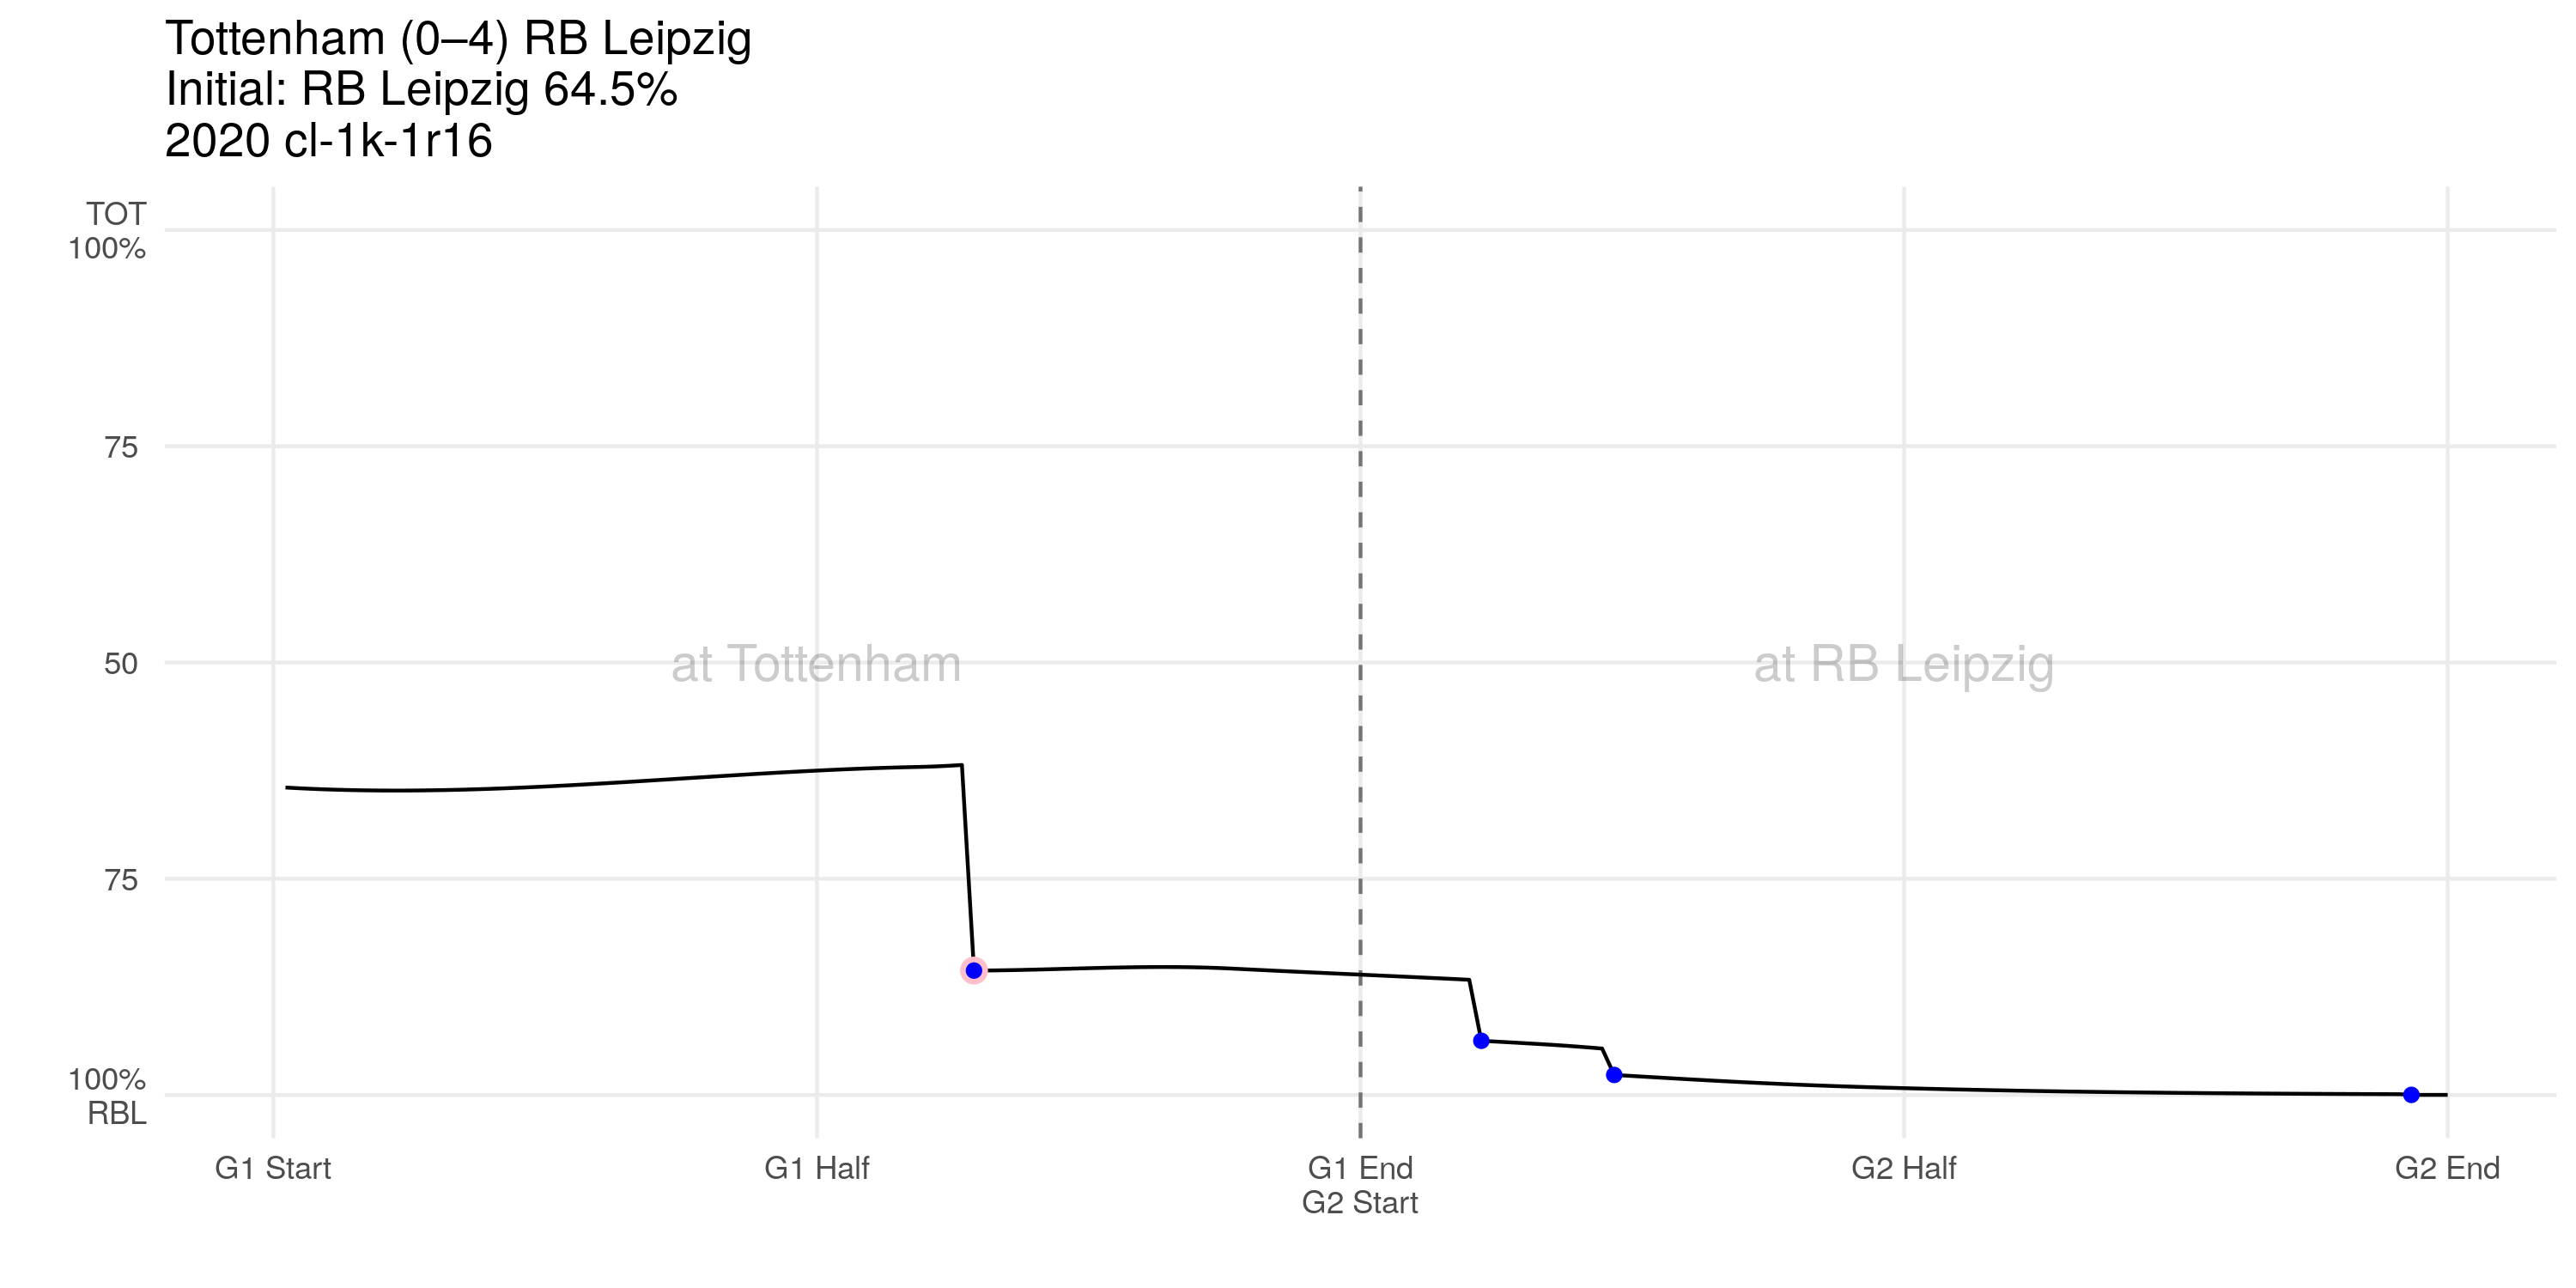 Tottenham (0–4) RB Leipzig
Initial: RB Leipzig 64.5%
2020 cl-1k-1r16
TOT
100%
75
50
75
100%
RBL
at Tottenham
at RB Leipzig
G1 Start
G1 Half
G1 End
G2 Start
G2 Half
G2 End